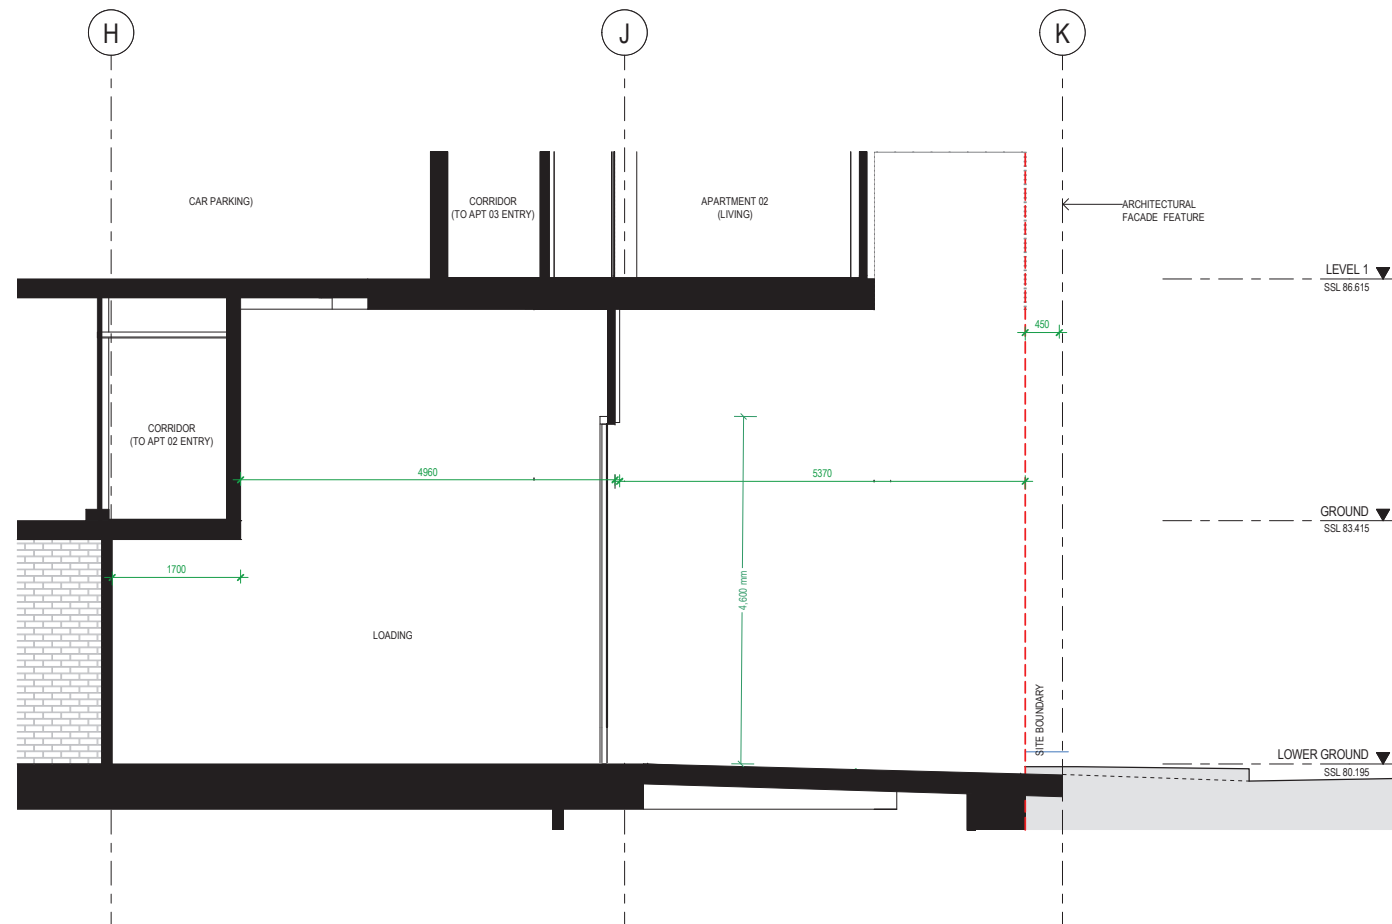 H
J
K
CAR PARKING)
CORRIDOR
(TO APT 03 ENTRY)
APARTMENT 02
(LIVING)
ARCHITECTURAL
FACADE FEATURE
LEVEL 1
SSL 86.615
450
CORRIDOR
(TO APT 02 ENTRY)
4960
5370
GROUND
SSL 83.415
1700
4,600 mm
LOADING
SITE BOUNDARY
LOWER GROUND
SSL 80.195